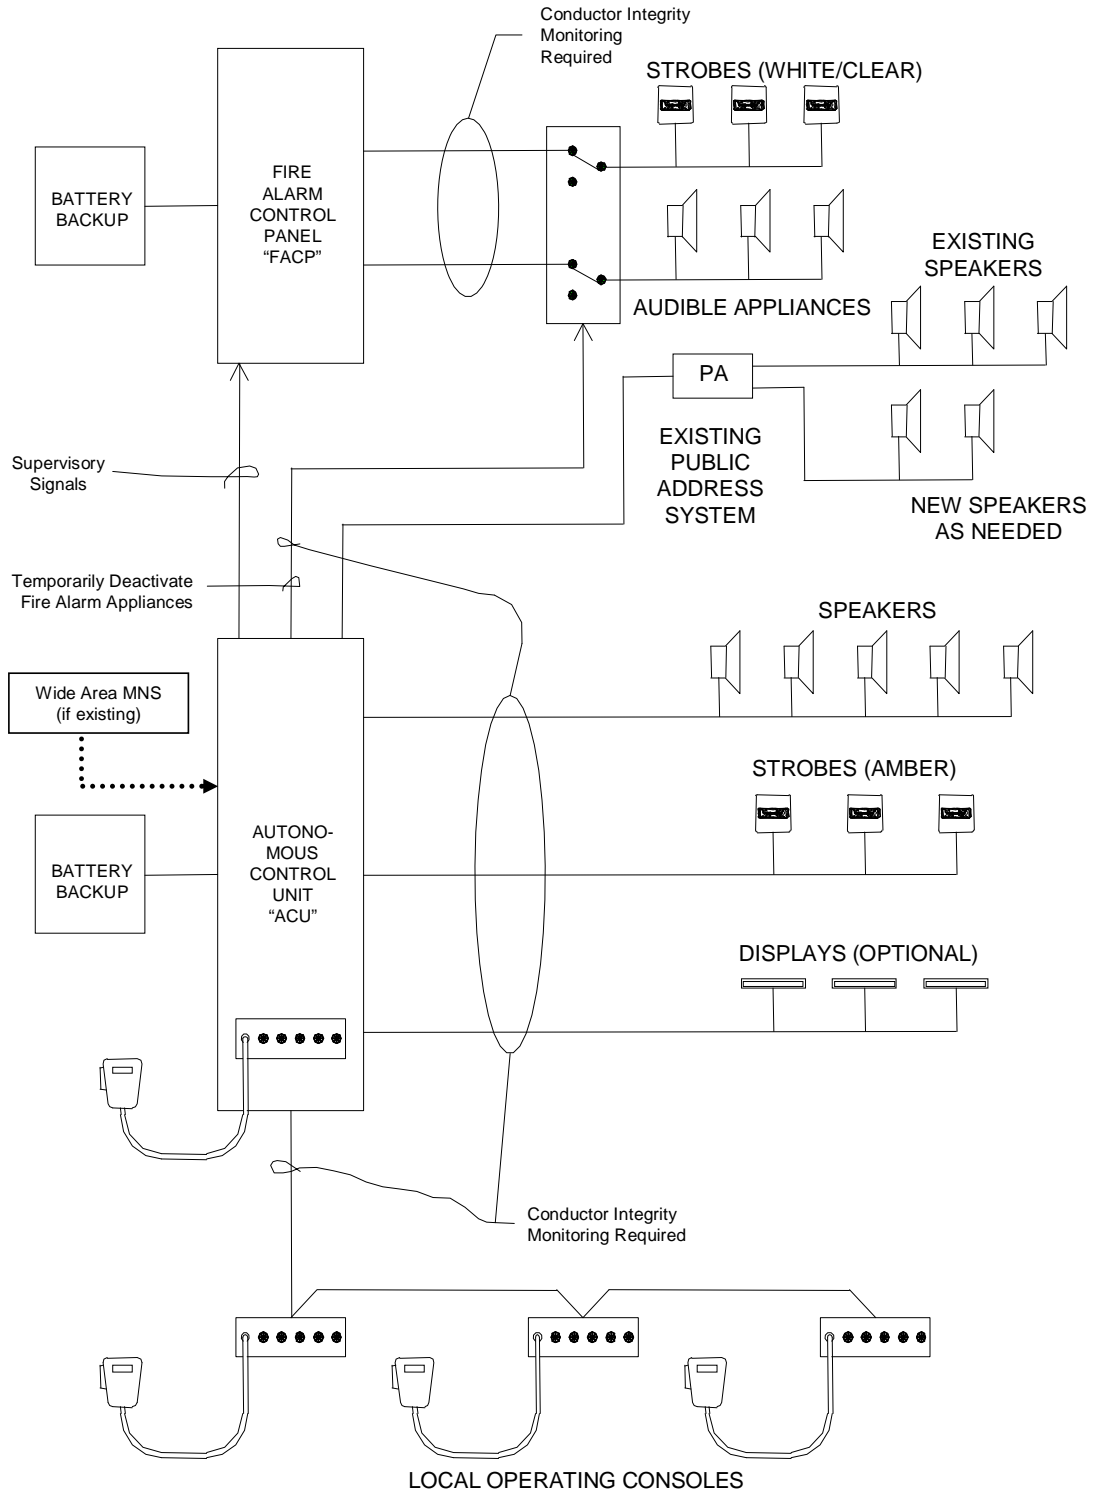 Conductor Integrity
Monitoring
Required
STROBES (WHITE/CLEAR)
BATTERY
BACKUP
FIRE
ALARM
CONTROL
PANEL
“FACP”
EXISTING
SPEAKERS
AUDIBLE APPLIANCES
PA
EXISTING
PUBLIC
ADDRESS
SYSTEM
NEW SPEAKERS
AS NEEDED
Supervisory
Signals
Temporarily Deactivate
Fire Alarm Appliances
SPEAKERS
Wide Area MNS
(if existing)
STROBES (AMBER)
BATTERY
BACKUP
AUTONO-
MOUS
CONTROL
UNIT
“ACU”
DISPLAYS (OPTIONAL)
Conductor Integrity
Monitoring Required
LOCAL OPERATING CONSOLES